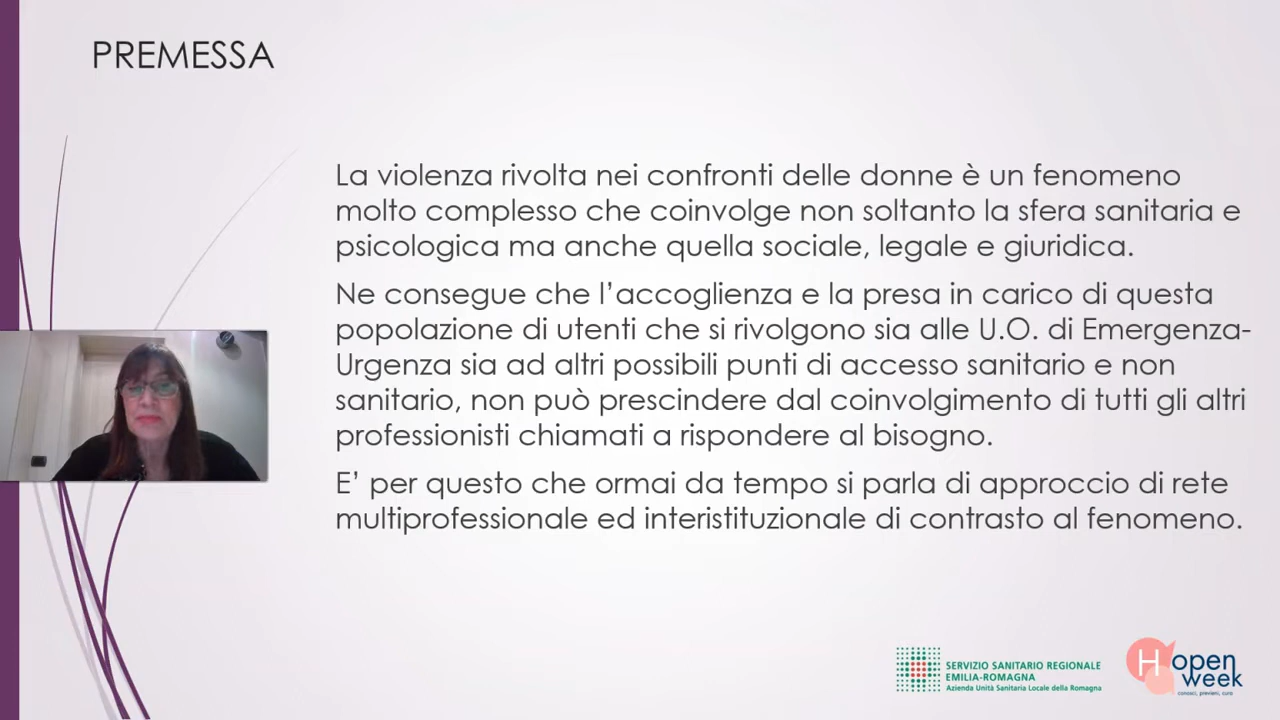 PREMESSA
La violenza rivolta nei confronti delle donne è un fenomeno
molto complesso che coinvolge non soltanto la sfera sanitaria e
psicologica ma anche quella sociale, legale e giuridica.
Ne consegue che l’accoglienza e la presa in carico di questa
popolazione di utenti che si rivolgono sia alle U.O. di Emergenza-
Urgenza sia ad altri possibili punti di accesso sanitario e non
sanitario, non può prescindere dal coinvolgimento di tutti gli altri
professionisti chiamati a rispondere al bisogno.
E’ per questo che ormai da tempo si parla di approccio di rete
multiprofessionale ed interistituzionale di contrasto al fenomeno.
SERVIZIO SANITARIO REGIONALE
EMILIA-ROMAGNA
Azienda Unità Sanitaria Locale della Romagna
H open
week
conosci, previeni, cura